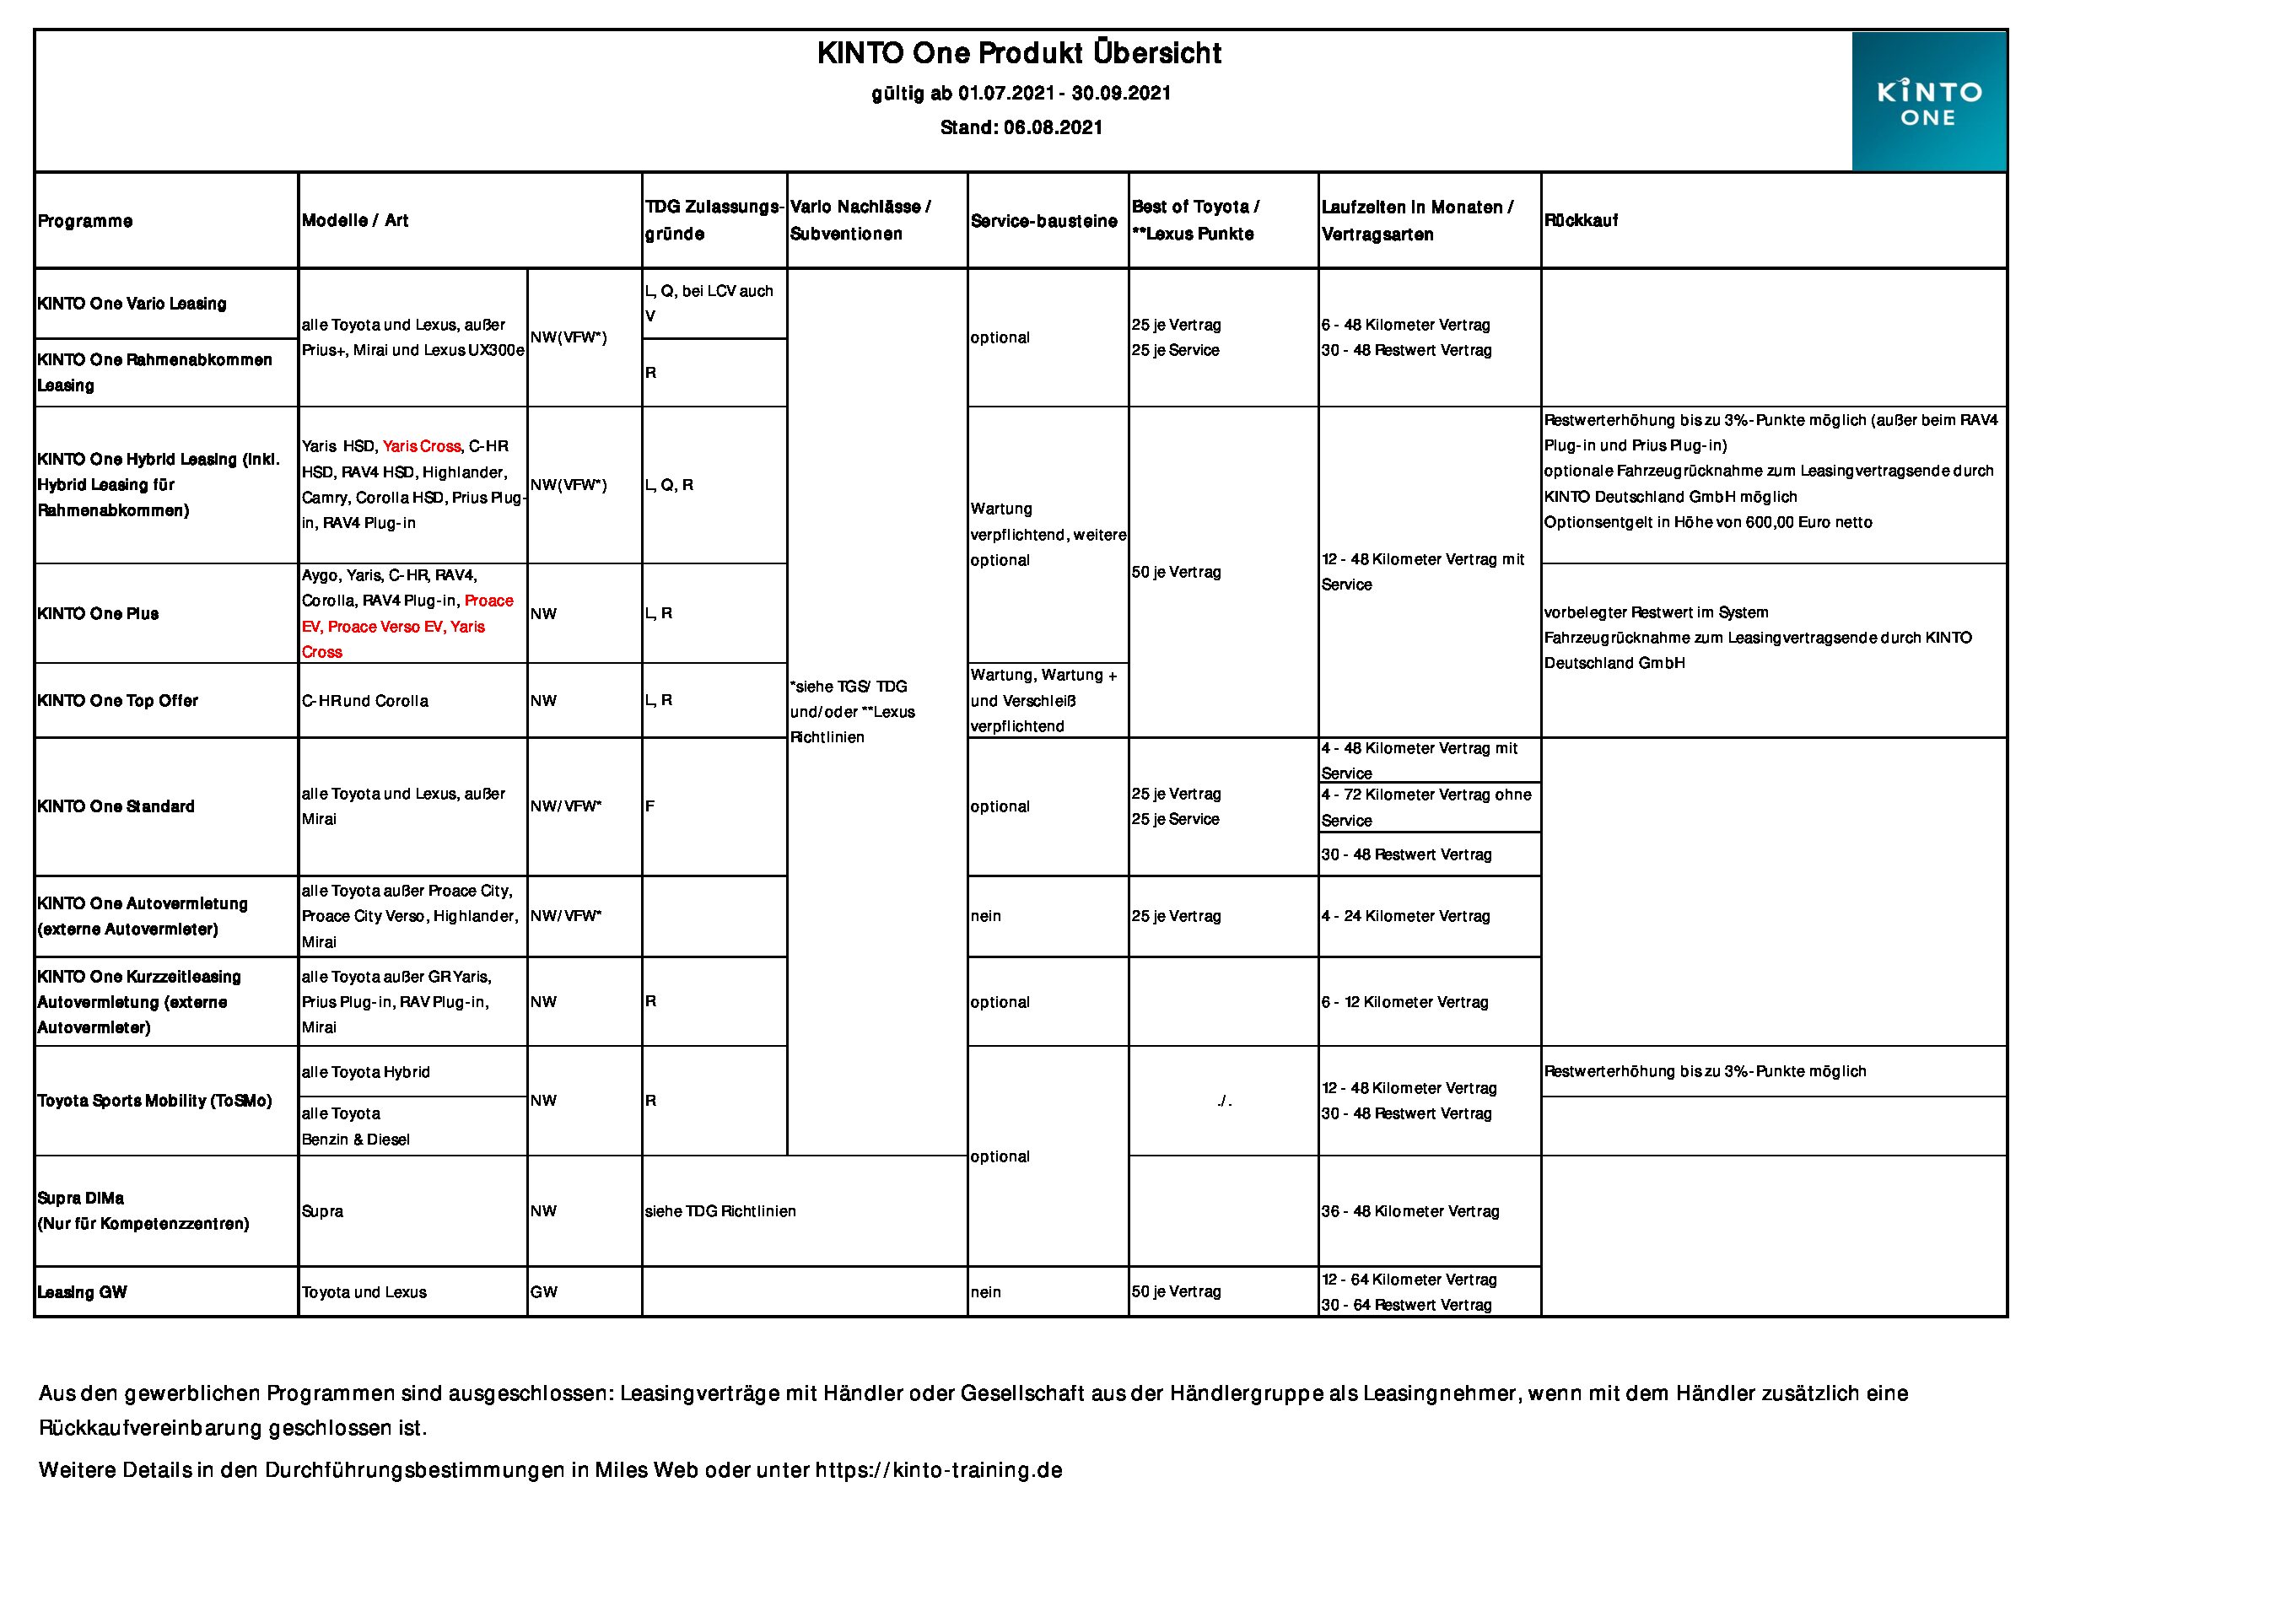 KINTO One Produkt Übersicht
gültig ab 01.07.2021 - 30.09.2021
Stand: 06.08.2021
KINTO
ONE
Programme
Modelle / Art
TDG Zulassungs-
gründe
Vario Nachlässe /
Subventionen
Service-bausteine
Best of Toyota /
**Lexus Punkte
Laufzeiten in Monaten /
Vertragsarten
Rückkauf
KINTO One Vario Leasing
KINTO One Rahmenabkommen
Leasing
alle Toyota und Lexus, außer
Prius+, Mirai und Lexus UX300e
NW(VFW*)
L, Q, bei LCV auch
V
R
optional
25 je Vertrag
25 je Service
6 - 48 Kilometer Vertrag
30 - 48 Restwert Vertrag
KINTO One Hybrid Leasing (inkl.
Hybrid Leasing für
Rahmenabkommen)
Yaris HSD, Yaris Cross, C-HR
HSD, RAV4 HSD, Highlander,
Camry, Corolla HSD, Prius Plug-
in, RAV4 Plug-in
NW(VFW*)
L, Q, R
Wartung
verpflichtend, weitere
optional
50 je Vertrag
12 - 48 Kilometer Vertrag mit
Service
Restwerterhöhung bis zu 3%-Punkte möglich (außer beim RAV4
Plug-in und Prius Plug-in)
optionale Fahrzeugrücknahme zum Leasingvertragsende durch
KINTO Deutschland GmbH möglich
Optionsentgelt in Höhe von 600,00 Euro netto
KINTO One Plus
Aygo, Yaris, C-HR, RAV4,
Corolla, RAV4 Plug-in, Proace
EV, Proace Verso EV, Yaris
Cross
NW
L, R
vorbelegter Restwert im System
Fahrzeugrücknahme zum Leasingvertragsende durch KINTO
Deutschland GmbH
KINTO One Top Offer
C-HR und Corolla
NW
L, R
*siehe TGS/ TDG
und/oder **Lexus
Richtlinien
Wartung, Wartung +
und Verschleiß
verpflichtend
KINTO One Standard
alle Toyota und Lexus, außer
Mirai
NW/VFW*
F
optional
25 je Vertrag
25 je Service
4 - 48 Kilometer Vertrag mit
Service
4 - 72 Kilometer Vertrag ohne
Service
30 - 48 Restwert Vertrag
KINTO One Autovermietung
(externe Autovermieter)
alle Toyota außer Proace City,
Proace City Verso, Highlander,
Mirai
NW/VFW*
nein
25 je Vertrag
4 - 24 Kilometer Vertrag
KINTO One Kurzzeitleasing
Autovermietung (externe
Autovermieter)
alle Toyota außer GR Yaris,
Prius Plug-in, RAV Plug-in,
Mirai
NW
R
optional
6 - 12 Kilometer Vertrag
Toyota Sports Mobility (ToSMo)
alle Toyota Hybrid
alle Toyota
Benzin & Diesel
NW
R
optional
./.
12 - 48 Kilometer Vertrag
30 - 48 Restwert Vertrag
Restwerterhöhung bis zu 3%-Punkte möglich
Supra DIMa
(Nur für Kompetenzzentren)
Supra
NW
siehe TDG Richtlinien
36 - 48 Kilometer Vertrag
Leasing GW
Toyota und Lexus
GW
nein
50 je Vertrag
12 - 64 Kilometer Vertrag
30 - 64 Restwert Vertrag
Aus den gewerblichen Programmen sind ausgeschlossen: Leasingverträge mit Händler oder Gesellschaft aus der Händlergruppe als Leasingnehmer, wenn mit dem Händler zusätzlich eine
Rückkaufvereinbarung geschlossen ist.
Weitere Details in den Durchführungsbestimmungen in Miles Web oder unter https://kinto-training.de